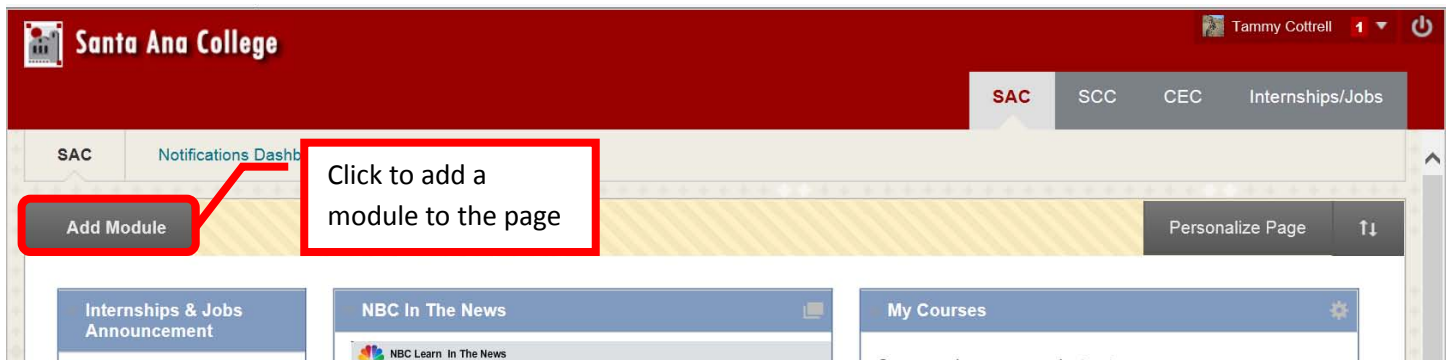 Santa Ana College
Tammy Cottrell 1
SAC SCC CEC Internships/Jobs
SAC Notifications Dashb
Click to add a
module to the page
Add Module
Personalize Page
Internships & Jobs
Announcement
NBC In The News
My Courses
NBC Learn In The News